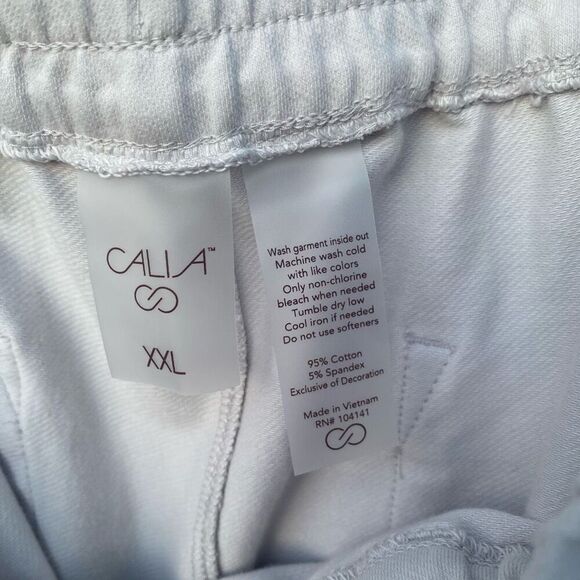 CALIA™
XXL
Wash garment inside out
Machine wash cold
with like colors
Only non-chlorine
bleach when needed
Tumble dry low
Cool iron if needed
Do not use softeners
95% Cotton
5% Spandex
Exclusive of Decoration
Made in Vietnam
RN# 104141